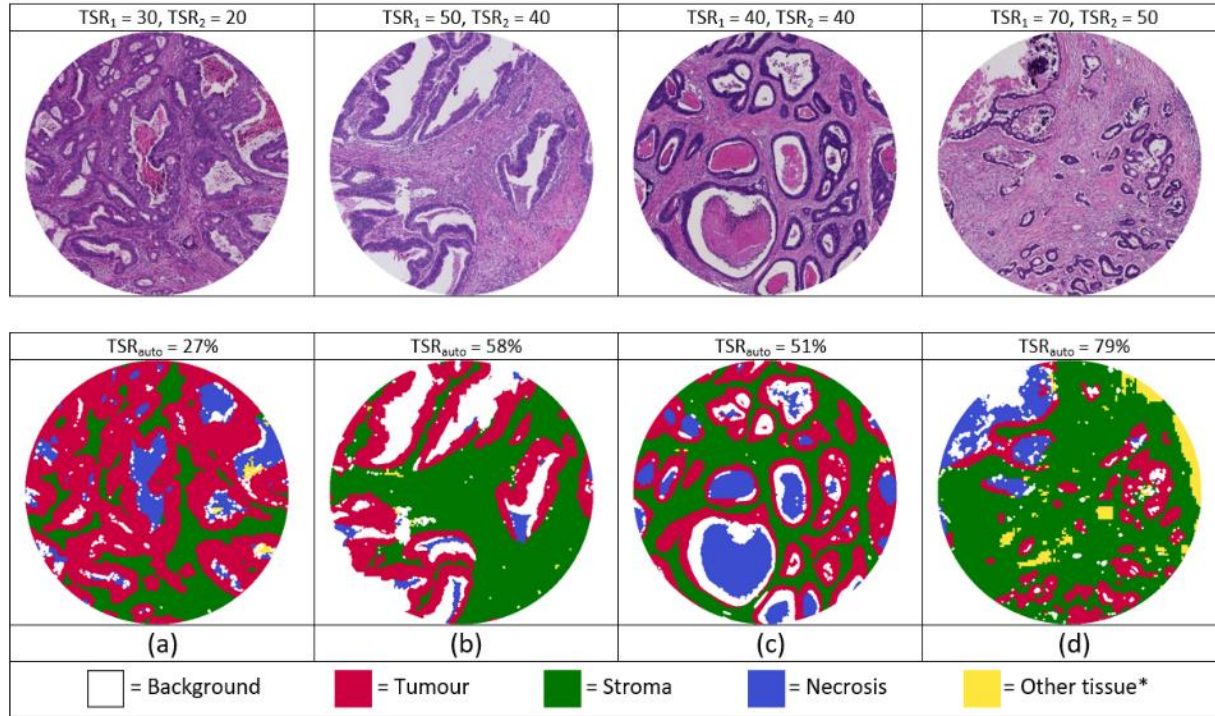 TSR₁ = 30, TSR₂ = 20
TSR₁ = 50, TSR₂ = 40
TSR₁ = 40, TSR₂ = 40
TSR₁ = 70, TSR₂ = 50
TSRauto = 27%
TSRauto = 58%
TSRauto = 51%
TSRauto = 79%
(a)
(b)
(c)
(d)
= Background
= Tumour
= Stroma
= Necrosis
= Other tissue*